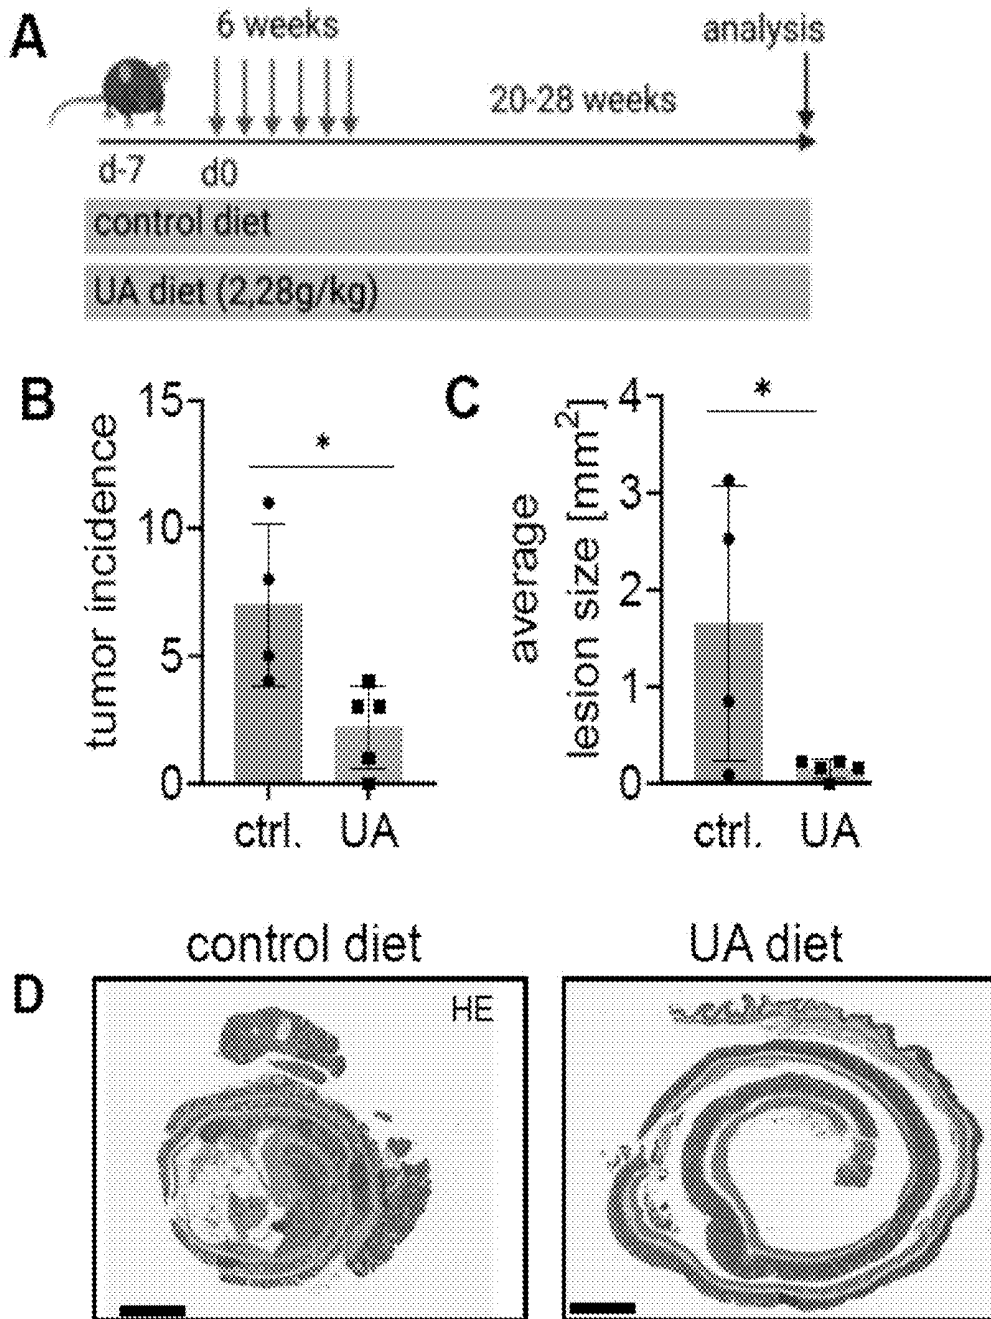 A
6 weeks
analysis
20-28 weeks
d-7
d0
control diet
UA diet (2,28g/kg)
B
tumor incidence
15
10
5
0
*
ctrl.
UA
C
average
lesion size [mm²]
4
3
2
1
0
*
ctrl.
UA
control diet
UA diet
D
HE